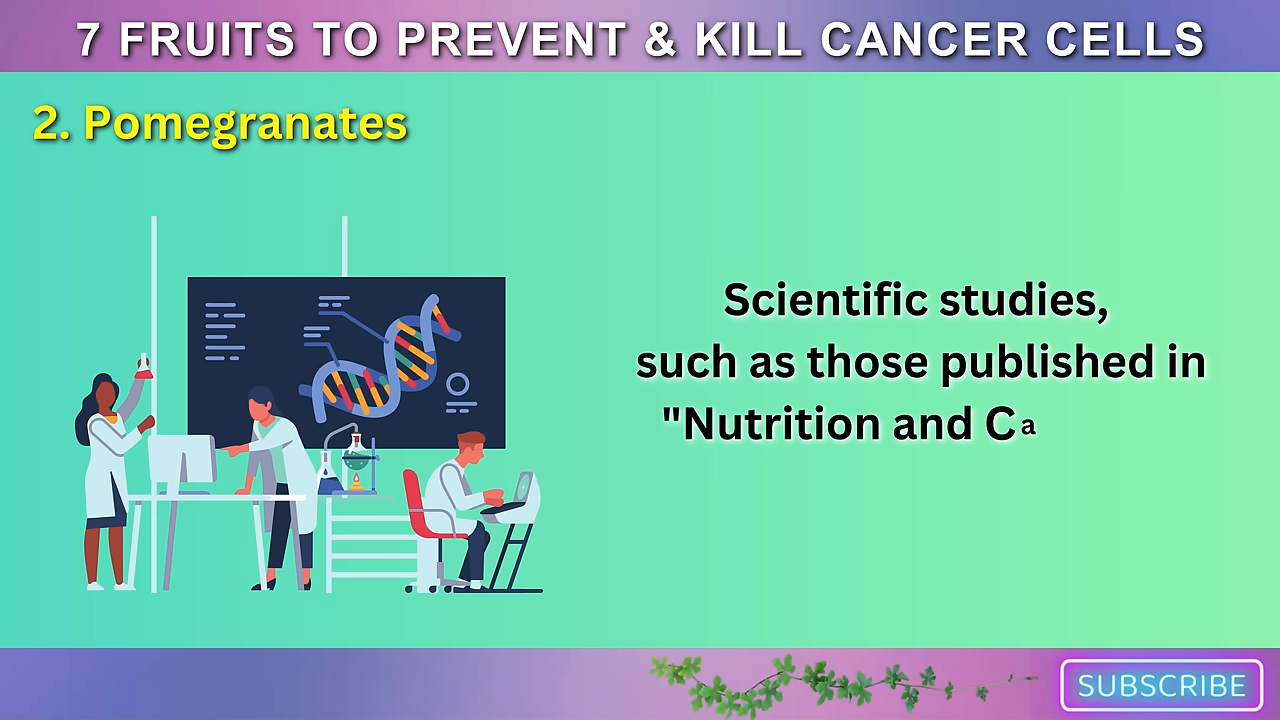 7 FRUITS TO PREVENT & KILL CANCER CELLS
2. Pomegranates
Scientific studies,
such as those published in
"Nutrition and Ca
SUBSCRIBE